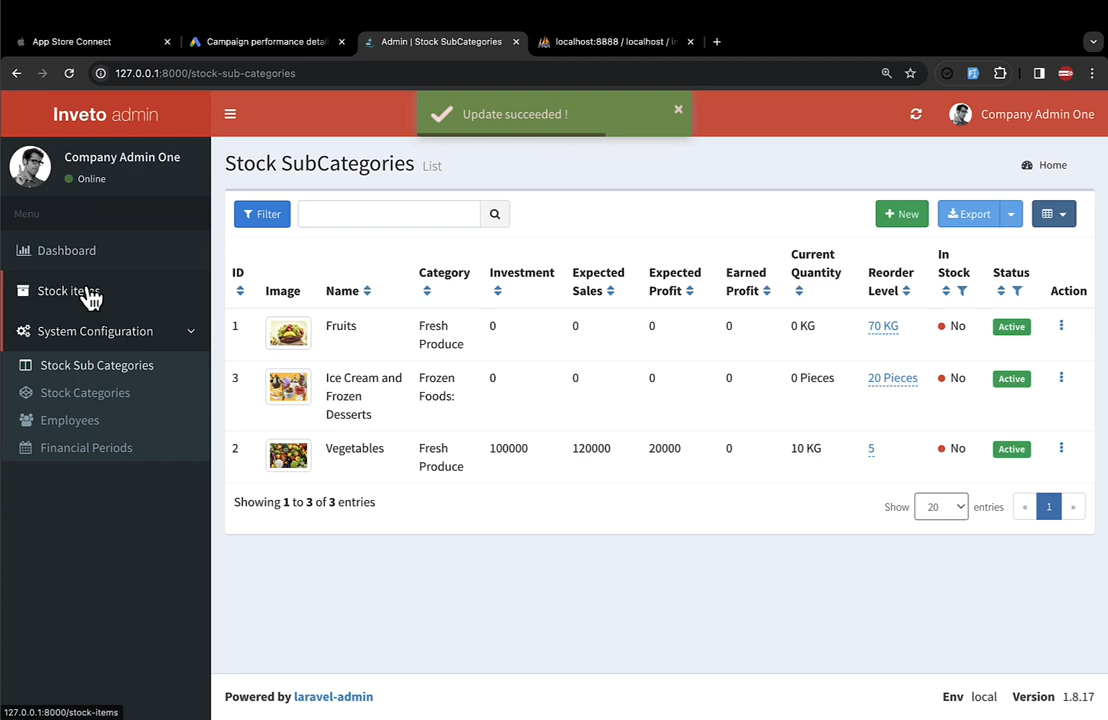 App Store Connect
Campaign performance detai
Admin | Stock SubCategories
localhost:8888 / localhost / i
127.0.0.1:8000/stock-sub-categories
Inveto admin
Update succeeded !
Company Admin One
Company Admin One
Online
Stock SubCategories List
Home
Menu
Filter
New
Export
Dashboard
Stock items
System Configuration
Stock Sub Categories
Stock Categories
Employees
Financial Periods
ID Image Name Category Investment Expected Sales Expected Profit Earned Profit Current Quantity Reorder Level In Stock Status Action
1 Fruits Fresh Produce 0 0 0 0 0 KG 70 KG No Active
3 Ice Cream and Frozen Desserts Frozen Foods: 0 0 0 0 0 Pieces 20 Pieces No Active
2 Vegetables Fresh Produce 100000 120000 20000 0 10 KG 5 No Active
Showing 1 to 3 of 3 entries
Show 20 entries « 1 »
Powered by laravel-admin
Env local Version 1.8.17
127.0.0.1:8000/stock-items